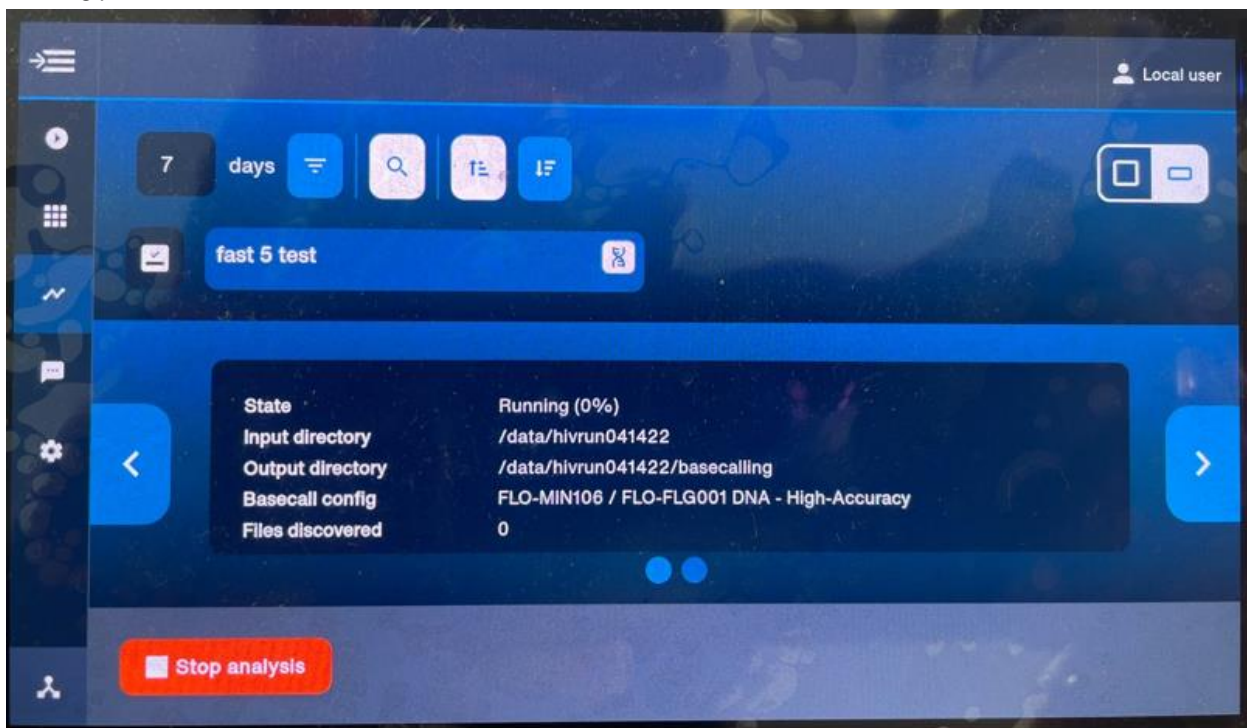 Local user
7 days
fast 5 test
State Running (0%)
Input directory /data/hivrun041422
Output directory /data/hivrun041422/basecalling
Basecall config FLO-MIN106 / FLO-FLG001 DNA - High-Accuracy
Files discovered 0
Stop analysis